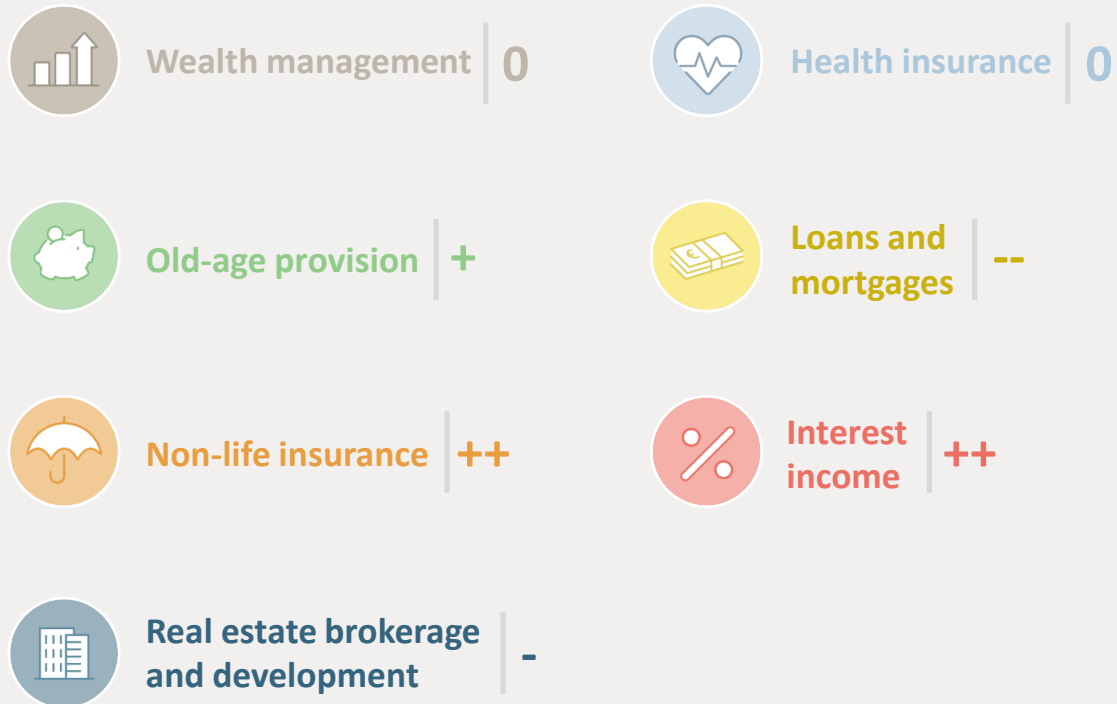 Wealth management 0
Health insurance 0
Old-age provision +
Loans and
mortgages --
Non-life insurance ++
Interest
income ++
Real estate brokerage
and development -